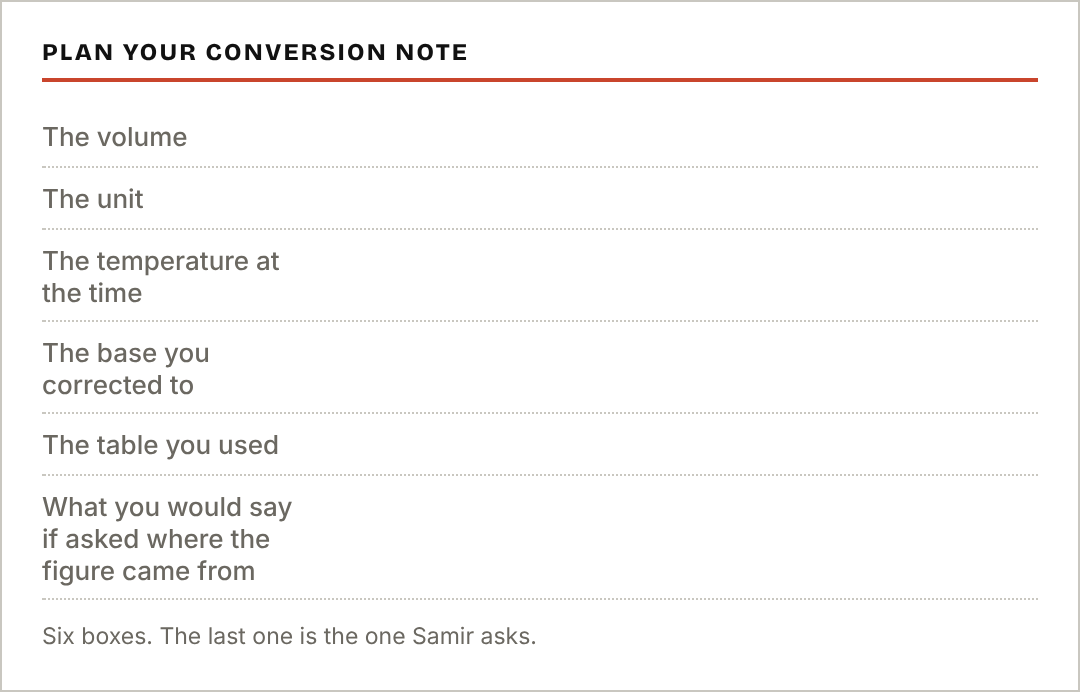 PLAN YOUR CONVERSION NOTE
The volume
The unit
The temperature at
the time
The base you
corrected to
The table you used
What you would say
if asked where the
figure came from
Six boxes. The last one is the one Samir asks.